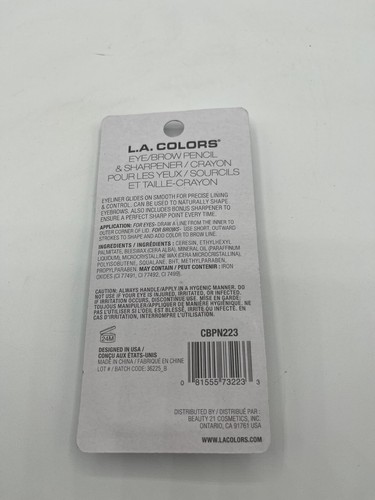 L.A. COLORS®
EYE/BROW PENCIL
& SHARPENER / CRAYON
POUR LES YEUX / SOURCILS
ET TAILLE-CRAYON
EYELINER GLIDES ON SMOOTH FOR PRECISE LINING
& CONTROL. CAN BE USED TO NATURALLY SHAPE
EYEBROWS. ALSO INCLUDES BONUS SHARPENER TO
ENSURE A PERFECT SHARP POINT EVERY TIME.
APPLICATION: FOR EYES- DRAW A LINE FROM THE INNER TO
OUTER CORNER OF LID. FOR BROWS- USE SHORT, OUTWARD
STROKES TO SHAPE AND ADD COLOR TO BROW LINE.
INGREDIENTS / INGRÉDIENTS : CERESIN, ETHYLHEXYL
PALMITATE, BEESWAX (CERA ALBA), MINERAL OIL (PARAFFINUM
LIQUIDUM), MICROCRYSTALLINE WAX (CERA MICROCRISTALLINA),
POLYISOBUTENE, SQUALANE, BHT, METHYLPARABEN,
PROPYLPARABEN. MAY CONTAIN / PEUT CONTENIR : IRON
OXIDES (CI 77491, CI 77492, CI 7499).
CAUTION: ALWAYS HANDLE/APPLY IN A HYGENIC MANNER, DO
NOT USE IF YOUR EYE IS INJURED, IRRITATED, OR INFECTED,
IF IRRITATION OCCURS, DISCONTINUE USE. MISE EN GARDE:
TOUJOUS MANIPULER/APPLIQUER DE MANIÈRE HYGIÉNIQUE. NE
PAS L'UTILISER SI L'OEIL EST BLESSÉ, IRRITÉ OU INFECTÉ. EN
CAS D'IRRITATION, INTERROMPRE L'UTILISATION.
24M
CBPN223
DESIGNED IN USA /
CONÇU AUX ÉTATS-UNIS
MADE IN CHINA / FABRIQUÉ EN CHINE
LOT # / BATCH CODE: 36225_B
0 81555 73223 3
DISTRIBUTED BY / DISTRIBUÉ PAR :
BEAUTY 21 COSMETICS, INC.
ONTARIO, CA 91761 USA
WWW.LACOLORS.COM